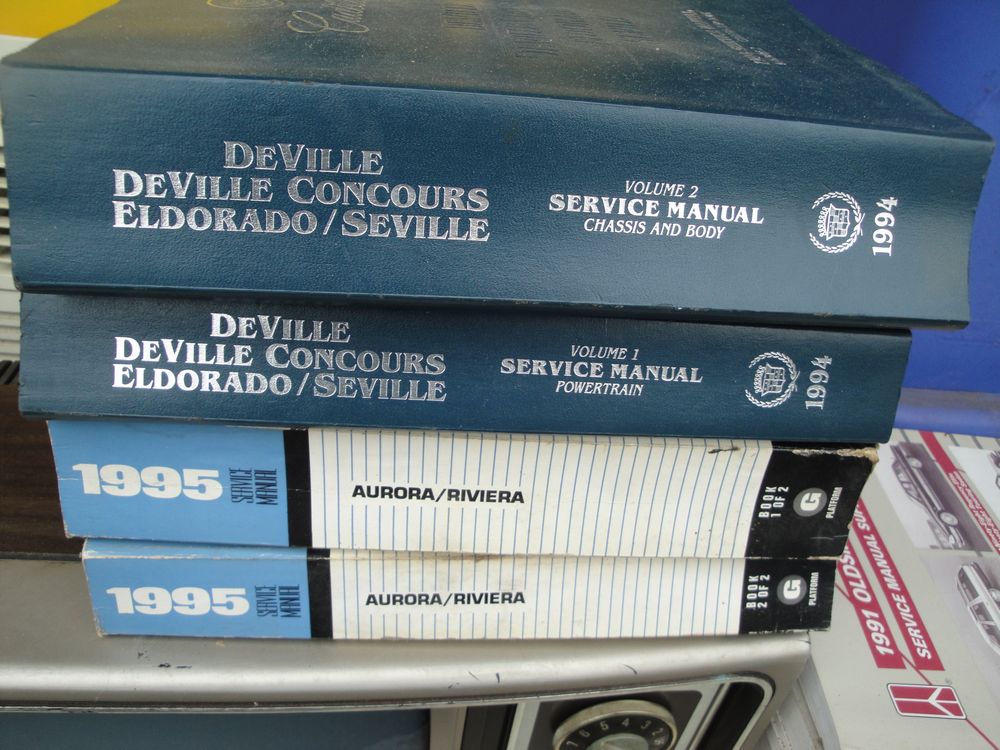 DEVILLE
DEVILLE CONCOURS
ELDORADO/SEVILLE
VOLUME 2
SERVICE MANUAL
CHASSIS AND BODY
1994
DEVILLE
DEVILLE CONCOURS
ELDORADO/SEVILLE
VOLUME 1
SERVICE MANUAL
POWERTRAIN
1994
1995
SERVICE
MANUAL
AURORA/RIVIERA
BOOK
1 OF 2
G
PLATFORM
1995
SERVICE
MANUAL
AURORA/RIVIERA
BOOK
2 OF 2
G
PLATFORM
1991
SERVICE MANUAL